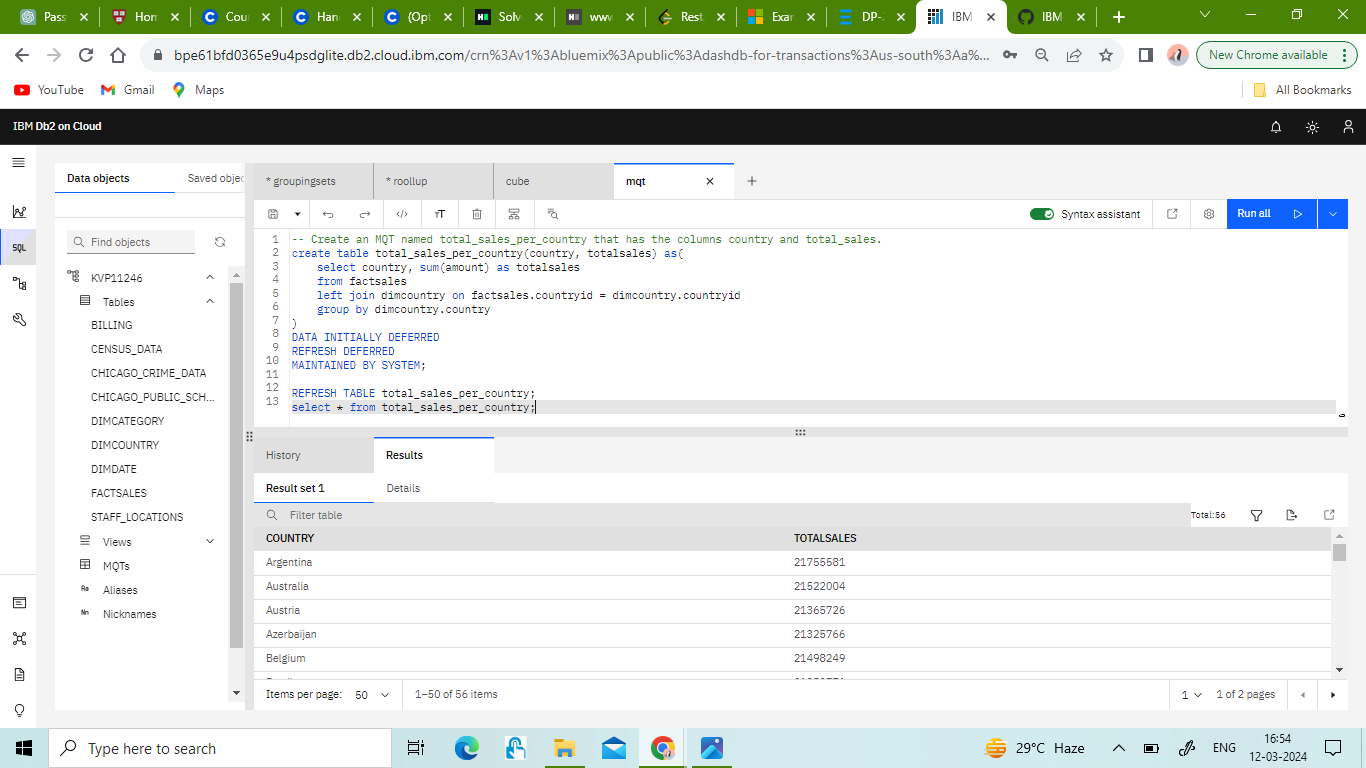 Pass
Hom
Cou
Han
(Opt
Solv
www
Rest
Exar
DP-
IBM
IBM
bpe61bfd0365e9u4psdglite.db2.cloud.ibm.com/crn%3Av1%3Abluemix%3Apublic%3Adashdb-for-transactions%3Aus-south%3Aa%...
New Chrome available
YouTube
Gmail
Maps
All Bookmarks
IBM Db2 on Cloud
Data objects
Saved objec
* groupingsets
* roollup
cube
mqt
Syntax assistant
Run all
Find objects
SQL
KVP11246
Tables
BILLING
CENSUS_DATA
CHICAGO_CRIME_DATA
CHICAGO_PUBLIC_SCH...
DIMCATEGORY
DIMCOUNTRY
DIMDATE
FACTSALES
STAFF_LOCATIONS
Views
MQTs
Aa Aliases
Nn Nicknames
1 -- Create an MQT named total_sales_per_country that has the columns country and total_sales.
2 create table total_sales_per_country(country, totalsales) as(
3 select country, sum(amount) as totalsales
4 from factsales
5 left join dimcountry on factsales.countryid = dimcountry.countryid
6 group by dimcountry.country
7 )
8 DATA INITIALLY DEFERRED
9 REFRESH DEFERRED
10 MAINTAINED BY SYSTEM;
11
12 REFRESH TABLE total_sales_per_country;
13 select * from total_sales_per_country;
History
Results
Result set 1
Details
Filter table
Total:56
COUNTRY TOTALSALES
Argentina 21755581
Australia 21522004
Austria 21365726
Azerbaijan 21325766
Belgium 21498249
Items per page: 50
1–50 of 56 items
1
1 of 2 pages
Type here to search
29°C Haze
ENG
16:54
12-03-2024